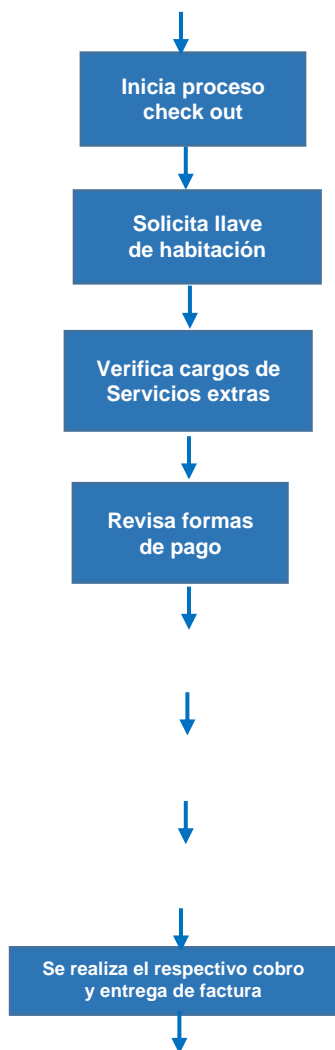 Inicia proceso
check out
Solicita llave
de habitación
Verifica cargos de
Servicios extras
Revisa formas
de pago
Se realiza el respectivo cobro
y entrega de factura